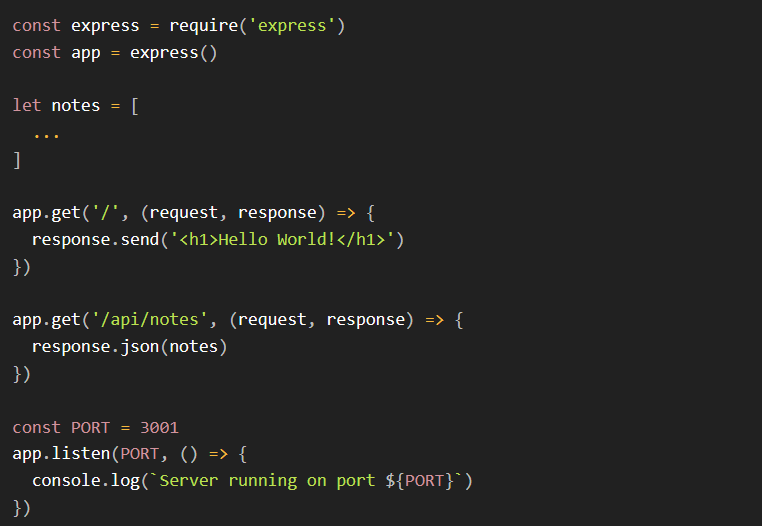 const express = require('express')
const app = express()
let notes = [
  ...
]
app.get('/', (request, response) => {
  response.send('<h1>Hello World!</h1>')
})
app.get('/api/notes', (request, response) => {
  response.json(notes)
})
const PORT = 3001
app.listen(PORT, () => {
  console.log(`Server running on port ${PORT}`)
})